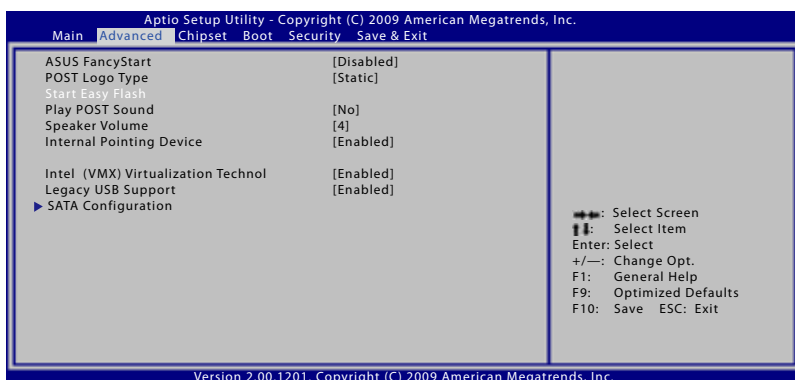 Aptio Setup Utility - Copyright (C) 2009 American Megatrends, Inc.
Main Advanced Chipset Boot Security Save & Exit
ASUS FancyStart [Disabled]
POST Logo Type [Static]
Start Easy Flash
Play POST Sound [No]
Speaker Volume [4]
Internal Pointing Device [Enabled]
Intel (VMX) Virtualization Technol [Enabled]
Legacy USB Support [Enabled]
SATA Configuration
→←: Select Screen
↑↓: Select Item
Enter: Select
+/—: Change Opt.
F1: General Help
F9: Optimized Defaults
F10: Save ESC: Exit
Version 2.00.1201. Copyright (C) 2009 American Megatrends, Inc.